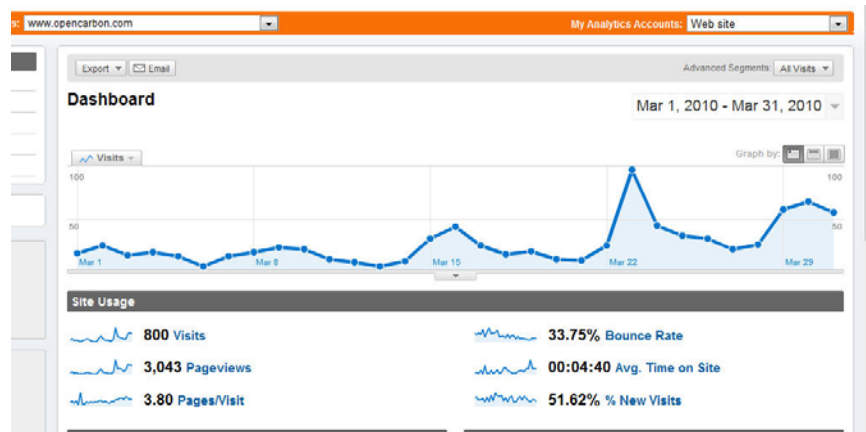 s: www.opencarbon.com My Analytics Accounts: Web site
Export Email Advanced Segments: All Visits
Dashboard
Mar 1, 2010 - Mar 31, 2010
Visits Graph by:
100 100
50 50
Mar 1 Mar 8 Mar 15 Mar 22 Mar 29
Site Usage
800 Visits 33.75% Bounce Rate
3,043 Pageviews 00:04:40 Avg. Time on Site
3.80 Pages/Visit 51.62% % New Visits